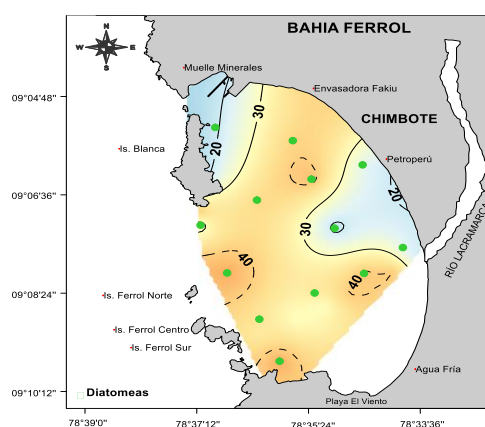 BAHIA FERROL
N
W E
S
Muelle Minerales
Envasadora Fakiu
09°04'48"
30
CHIMBOTE
Is. Blanca
20
Petroperú
09°06'36"
20
30
RÍO LACRAMARCA
40
40
09°08'24"
Is. Ferrol Norte
Is. Ferrol Centro
Is. Ferrol Sur
Agua Fría
09°10'12"
Diatomeas
Playa El Viento
78°39'0" 78°37'12" 78°35'24" 78°33'36"